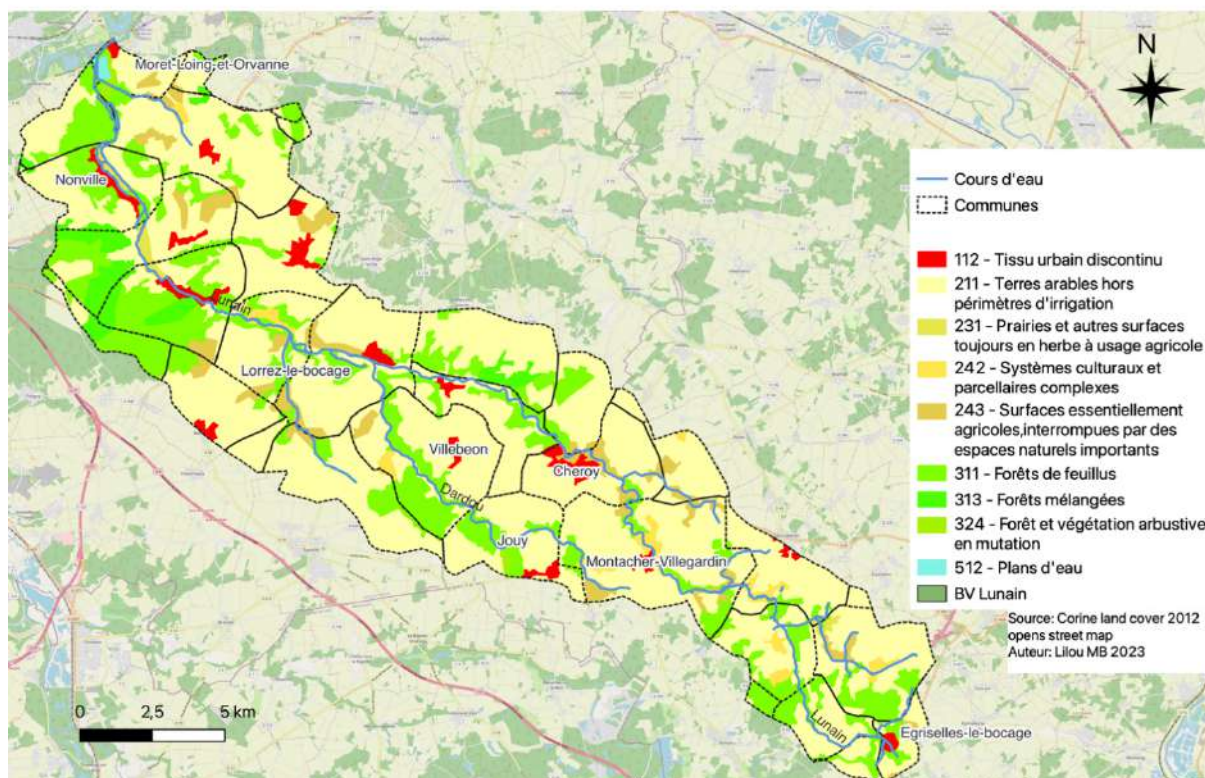 N
Moret-Loing-et-Orvanne
Nonville
Lunain
Lorrez-le-bocage
Villebeon
Cheroy
Dardou
Jouy
Montacher-Villegardin
Lunain
Egriselles-le-bocage
Cours d'eau
Communes
112 - Tissu urbain discontinu
211 - Terres arables hors
périmètres d'irrigation
231 - Prairies et autres surfaces
toujours en herbe à usage agricole
242 - Systèmes culturaux et
parcellaires complexes
243 - Surfaces essentiellement
agricoles,interrompues par des
espaces naturels importants
311 - Forêts de feuillus
313 - Forêts mélangées
324 - Forêt et végétation arbustive
en mutation
512 - Plans d'eau
BV Lunain
Source: Corine land cover 2012
opens street map
Auteur: Lilou MB 2023
0 2,5 5 km